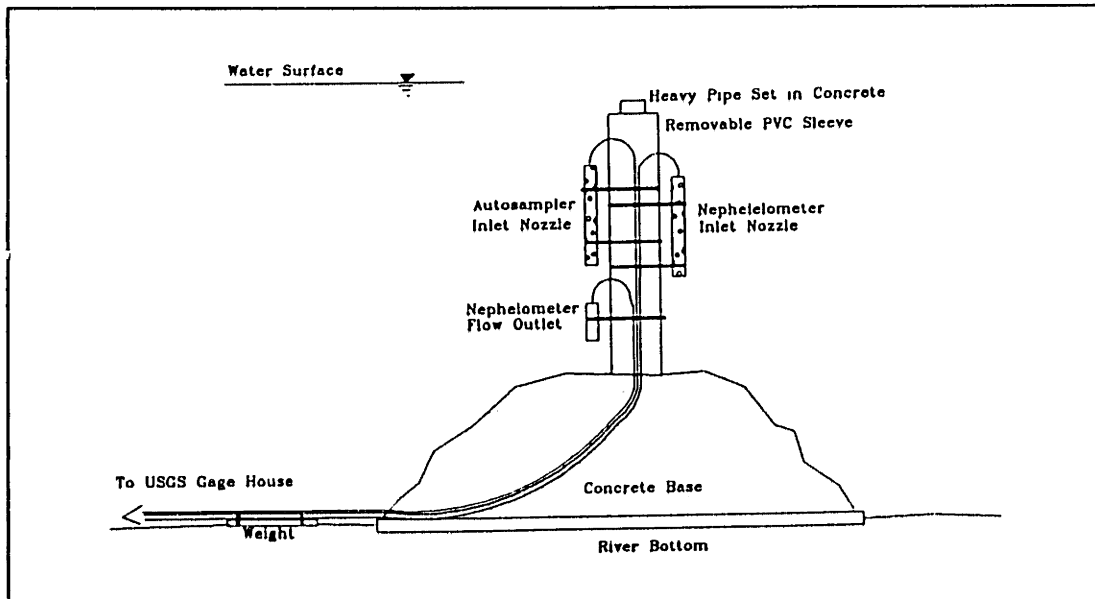 Water Surface
Heavy Pipe Set in Concrete
Removable PVC Sleeve
Autosampler
Inlet Nozzle
Nephelelometer
Inlet Nozzle
Nephelometer
Flow Outlet
To USGS Gage House
Concrete Base
Weight
River Bottom